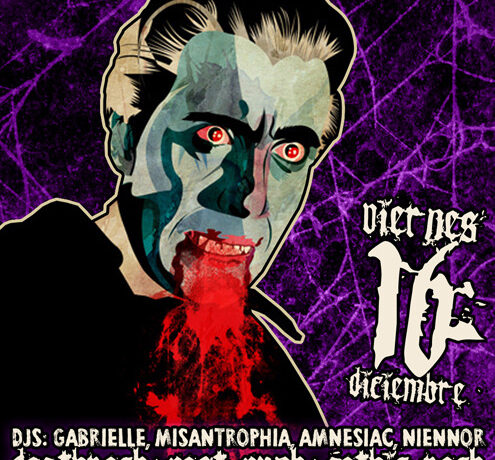 viernes
16
diciembre
DJS: GABRIELLE, MISANTROPHIA, AMNESIAC, NIENNOR